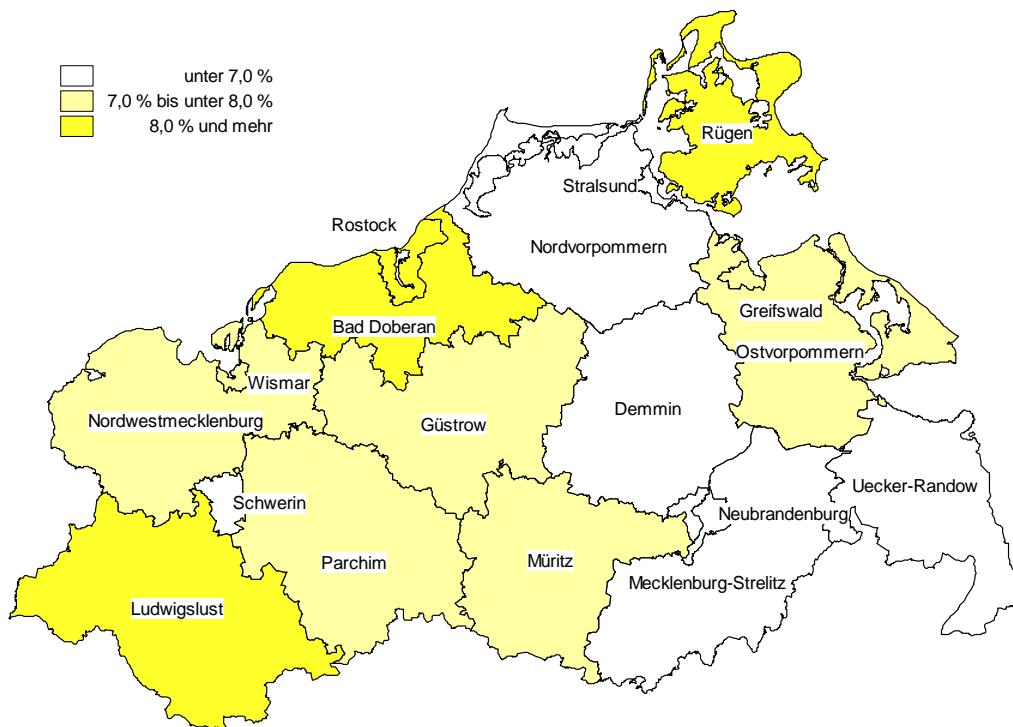 unter 7,0 %
7,0 % bis unter 8,0 %
8,0 % und mehr
Rügen
Stralsund
Rostock
Nordvorpommern
Greifswald
Bad Doberan
Ostvorpommern
Wismar
Demmin
Nordwestmecklenburg
Güstrow
Uecker-Randow
Schwerin
Neubrandenburg
Parchim
Müritz
Mecklenburg-Strelitz
Ludwigslust